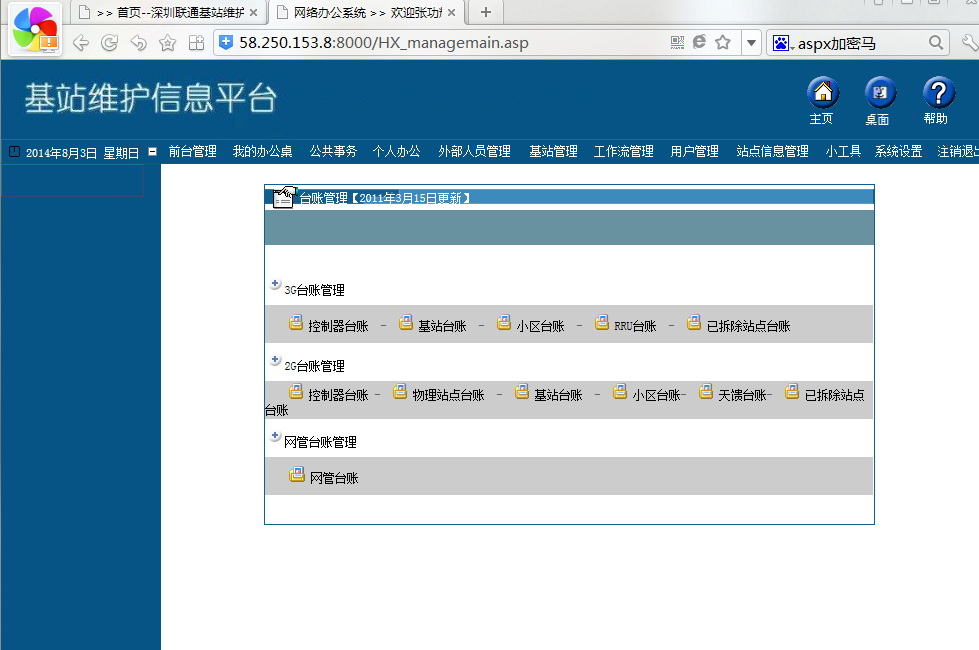 >> 首页--深圳联通基站维护
网络办公系统 >> 欢迎张功
58.250.153.8:8000/HX_managemain.asp
aspx加密马
基站维护信息平台
主页 桌面 帮助
2014年8月3日 星期日 前台管理 我的办公桌 公共事务 个人办公 外部人员管理 基站管理 工作流管理 用户管理 站点信息管理 小工具 系统设置 注销退出
台账管理【2011年3月15日更新】
3G台账管理
控制器台账 - 基站台账 - 小区台账 - RRU台账 - 已拆除站点台账
2G台账管理
控制器台账 - 物理站点台账 - 基站台账 - 小区台账- 天馈台账- 已拆除站点
台账
网管台账管理
网管台账